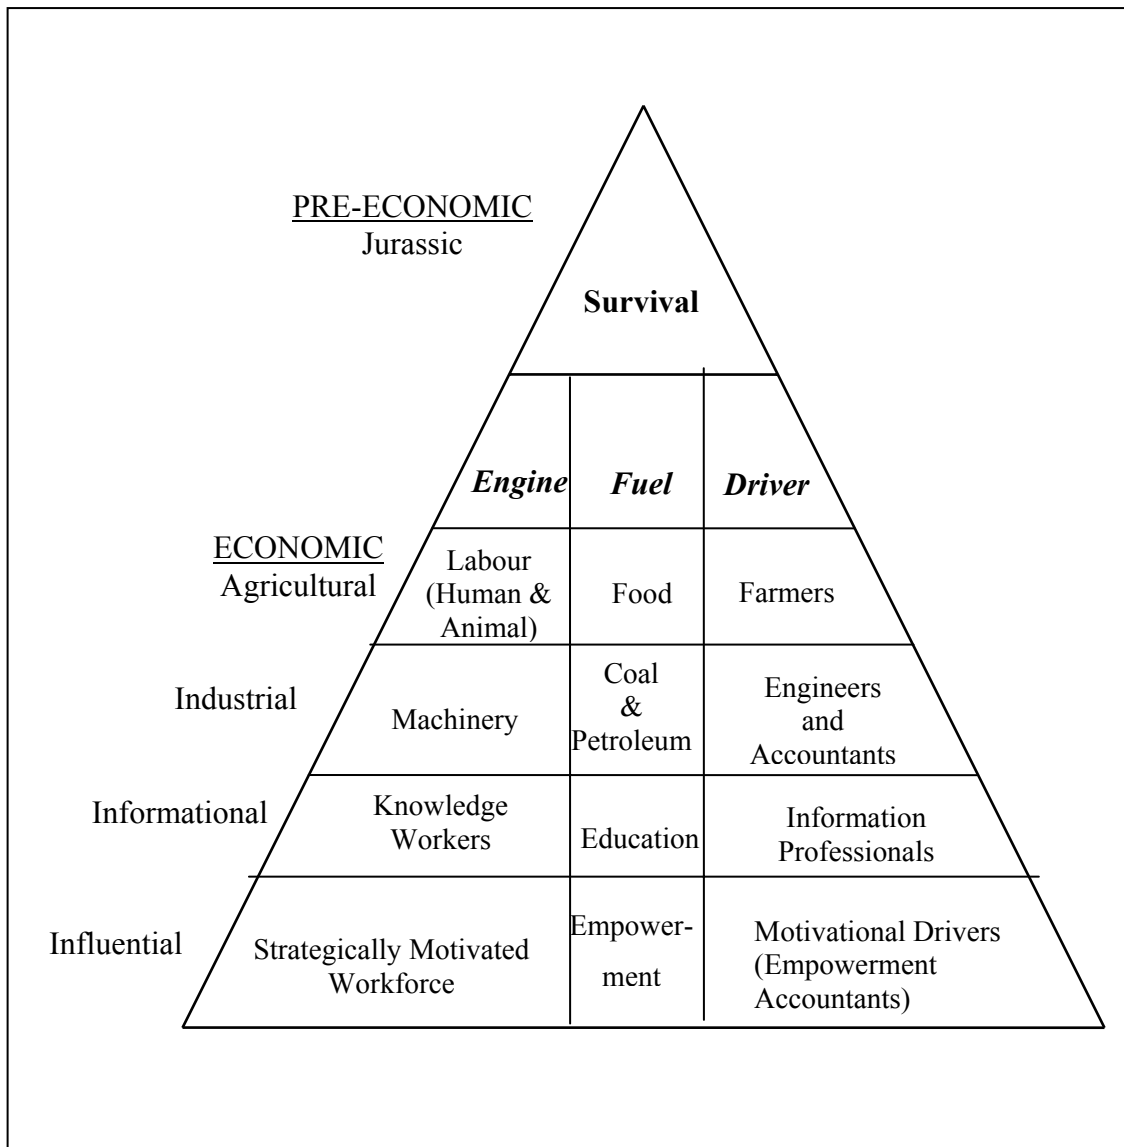 PRE-ECONOMIC
Jurassic
Survival
Engine Fuel Driver
ECONOMIC
Agricultural
Labour
(Human &
Animal)
Food
Farmers
Industrial
Machinery
Coal
&
Petroleum
Engineers
and
Accountants
Informational
Knowledge
Workers
Education
Information
Professionals
Influential
Strategically Motivated
Workforce
Empower-
ment
Motivational Drivers
(Empowerment
Accountants)